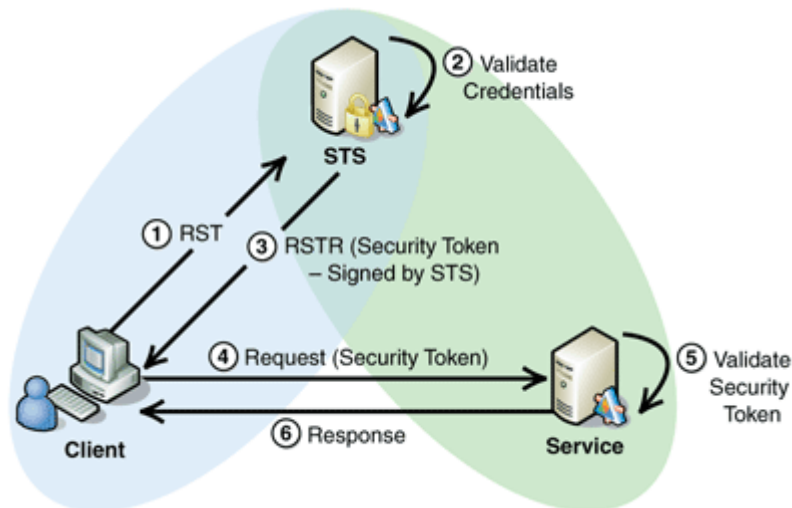 ② Validate
Credentials
STS
① RST
③ RSTR (Security Token
– Signed by STS)
④ Request (Security Token)
⑤ Validate
Security
Token
⑥ Response
Client
Service